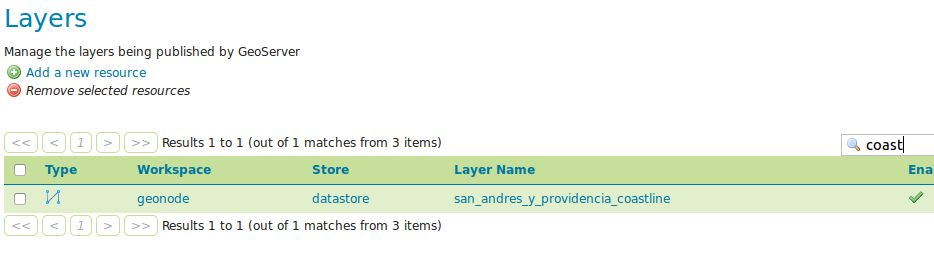 Layers
Manage the layers being published by GeoServer
Add a new resource
Remove selected resources
<< < 1 > >> Results 1 to 1 (out of 1 matches from 3 items) coast
Type Workspace Store Layer Name Ena
geonode datastore san_andres_y_providencia_coastline
<< < 1 > >> Results 1 to 1 (out of 1 matches from 3 items)